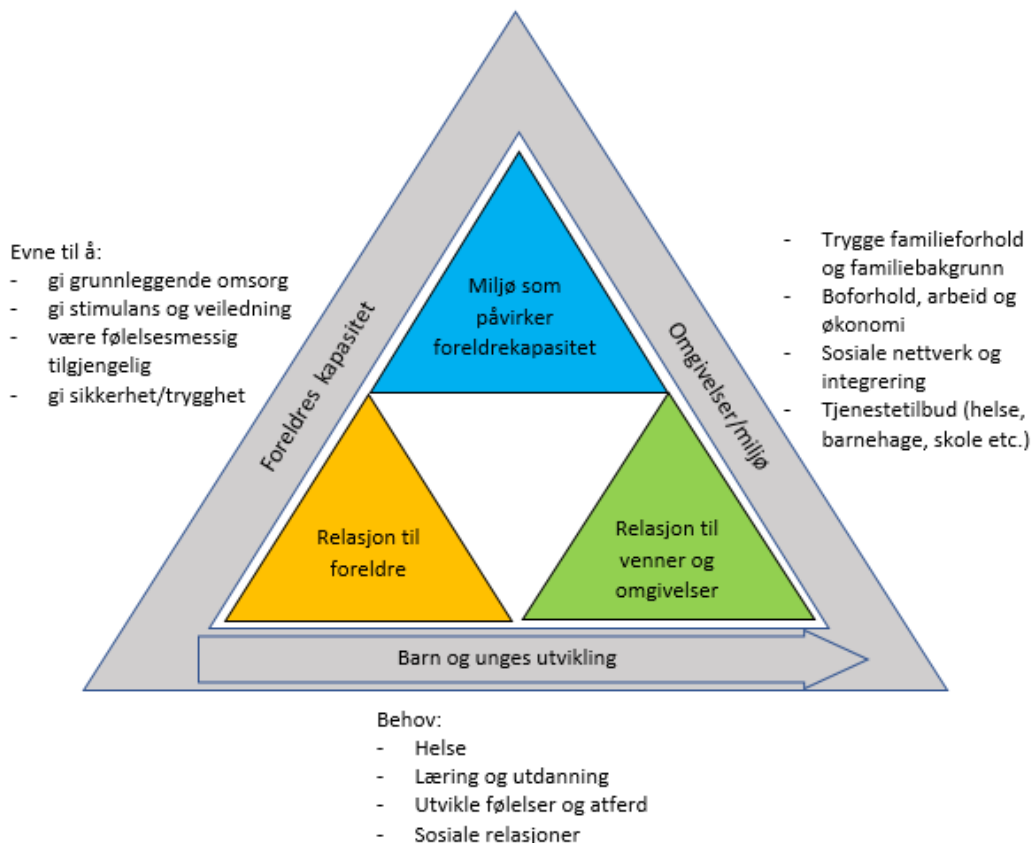 Evne til å:
- gi grunnleggende omsorg
- gi stimulans og veiledning
- være følelsesmessig
tilgjengelig
- gi sikkerhet/trygghet
Foreldres kapasitet
Miljø som
påvirker
foreldrekapasitet
Omgivelser/miljø
- Trygge familieforhold
og familiebakgrunn
- Boforhold, arbeid og
økonomi
- Sosiale nettverk og
integrering
- Tjenestetilbud (helse,
barnehage, skole etc.)
Relasjon til
foreldre
Relasjon til
venner og
omgivelser
Barn og unges utvikling
Behov:
- Helse
- Læring og utdanning
- Utvikle følelser og atferd
- Sosiale relasjoner